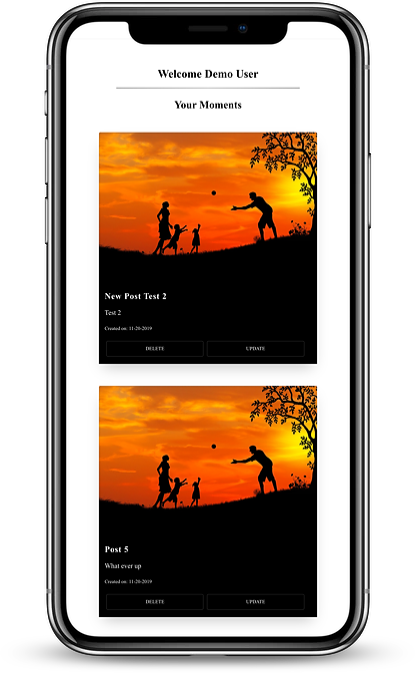 Welcome Demo User
Your Moments
New Post Test 2
Test 2
Created on: 11-20-2019
DELETE UPDATE
Post 5
What ever up
Created on: 11-20-2019
DELETE UPDATE